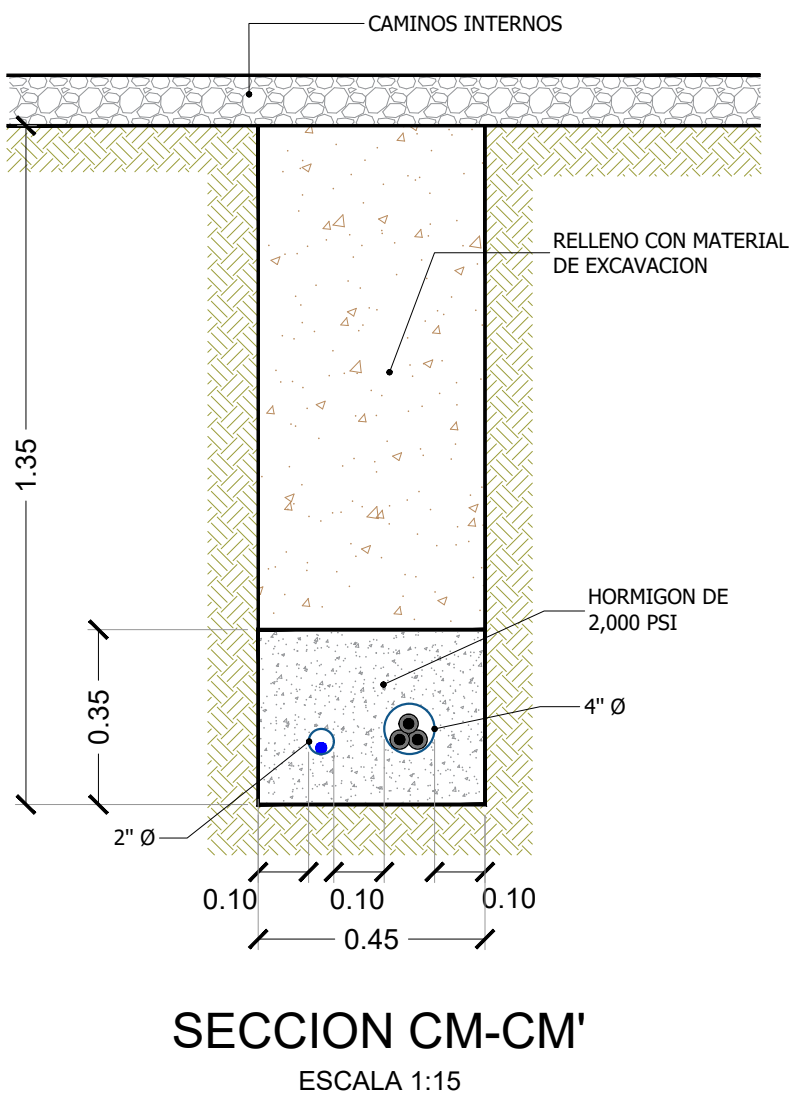 CAMINOS INTERNOS
RELLENO CON MATERIAL
DE EXCAVACION
1.35
HORMIGON DE
2,000 PSI
0.35
4" Ø
2" Ø
0.10
0.10
0.10
0.45
SECCION CM-CM'
ESCALA 1:15